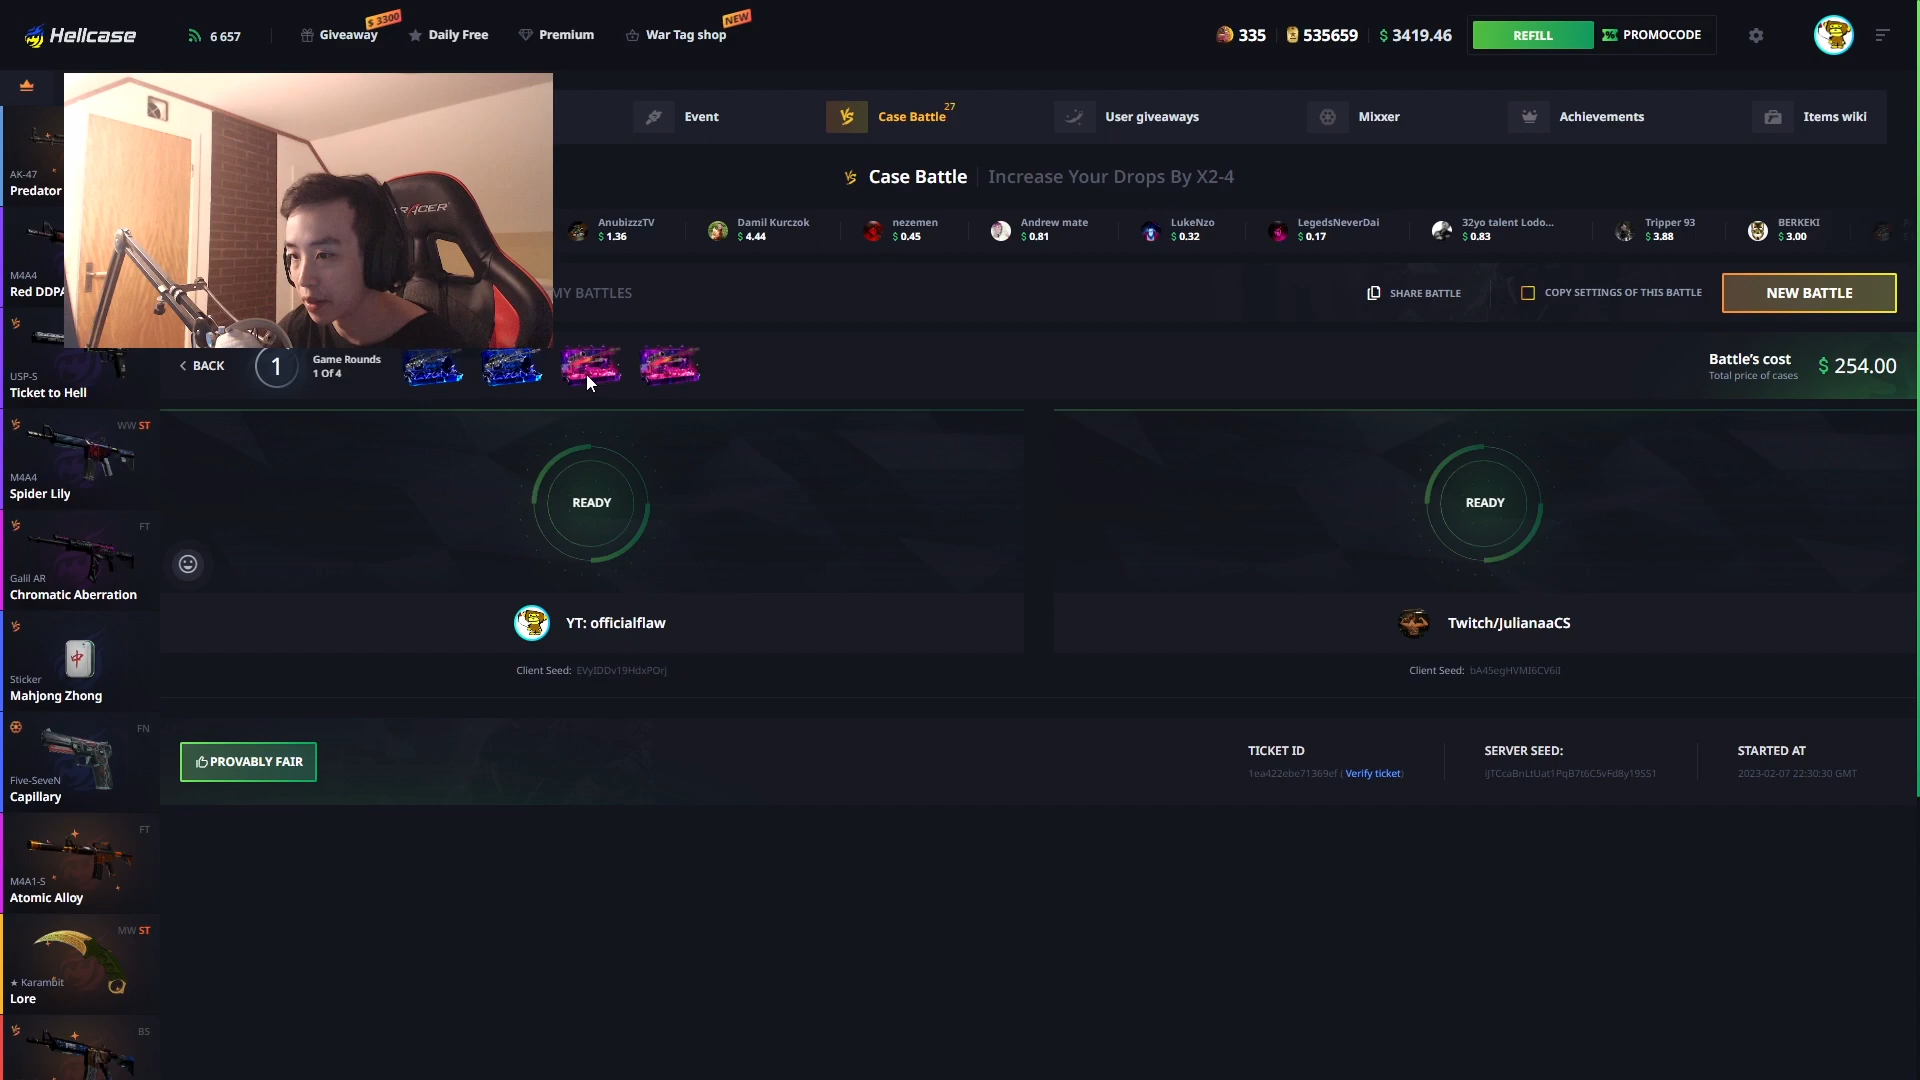 Hellcase
6 657
Giveaway
$ 3300
Daily Free
Premium
War Tag shop
NEW
335
535659
$ 3419.46
REFILL
PROMOCODE
Event
Case Battle
27
User giveaways
Mixxer
Achievements
Items wiki
Case Battle
Increase Your Drops By X2-4
AnubizzzTV
$ 1.36
Damil Kurczok
$ 4.44
nezemen
$ 0.45
Andrew mate
$ 0.81
LukeNzo
$ 0.32
LegedsNeverDai
$ 0.17
32yo talent Lodo...
$ 0.83
Tripper 93
$ 3.88
BERKEKI
$ 3.00
MY BATTLES
SHARE BATTLE
COPY SETTINGS OF THIS BATTLE
NEW BATTLE
BACK
1
Game Rounds
1 Of 4
Battle's cost
Total price of cases
$ 254.00
READY
READY
YT: officialflaw
Twitch/JulianaaCS
Client Seed: EVyIDDv19HdxPOrj
Client Seed: bA45egHVMI6CV6iI
PROVABLY FAIR
TICKET ID
1ea422ebe71369ef ( Verify ticket)
SERVER SEED:
iJTCcaBnLtUat1PqB7t6C5vFd8y19SS1
STARTED AT
2023-02-07 22:30:30 GMT
AK-47
Predator
M4A4
Red DDPA
USP-S
Ticket to Hell
WW ST
M4A4
Spider Lily
FT
Galil AR
Chromatic Aberration
Sticker
Mahjong Zhong
FN
Five-SeveN
Capillary
FT
M4A1-S
Atomic Alloy
MW ST
★ Karambit
Lore
BS